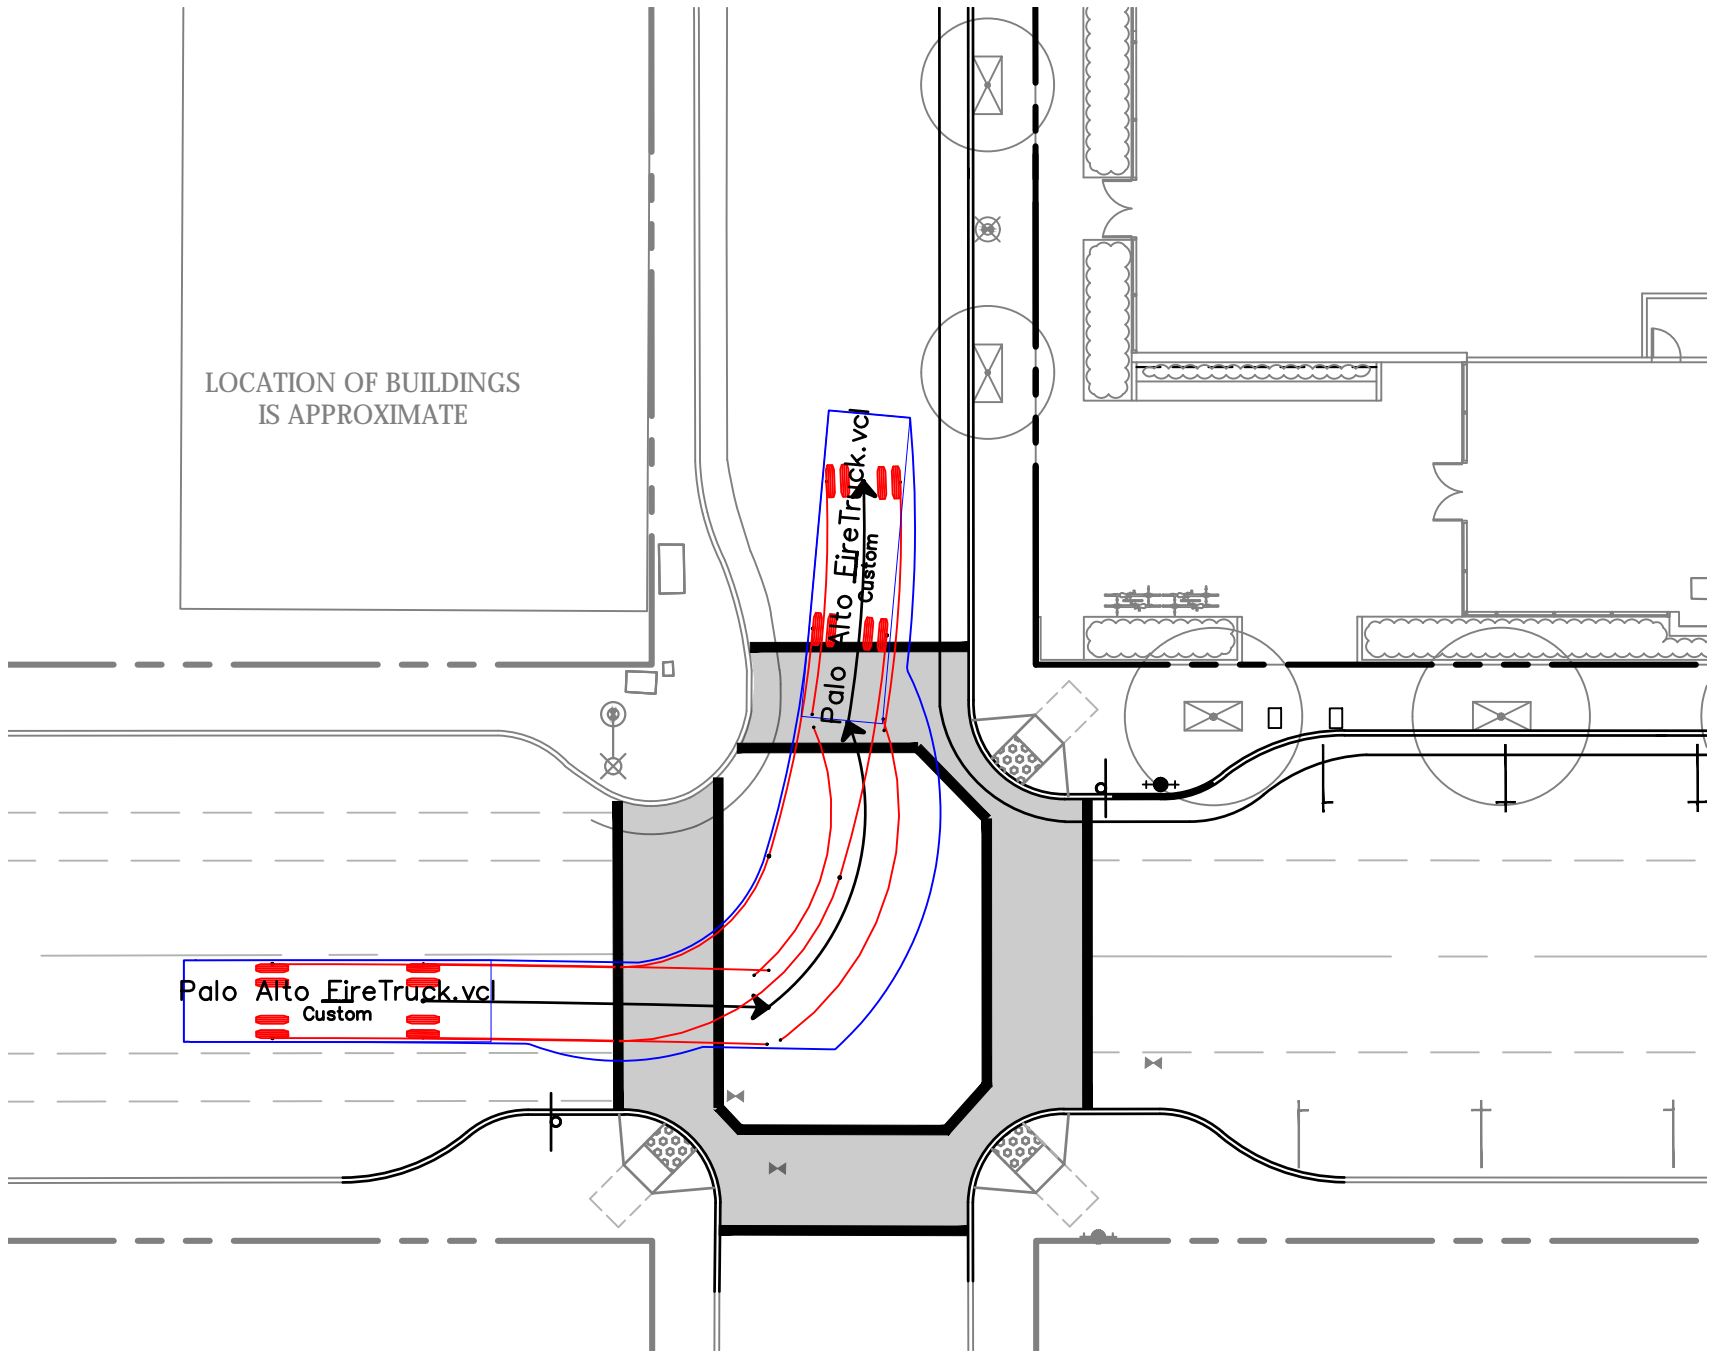 LOCATION OF BUILDINGS
IS APPROXIMATE
Palo Alto FireTruck.vcl
Custom
Palo Alto FireTruck.vcl
Custom